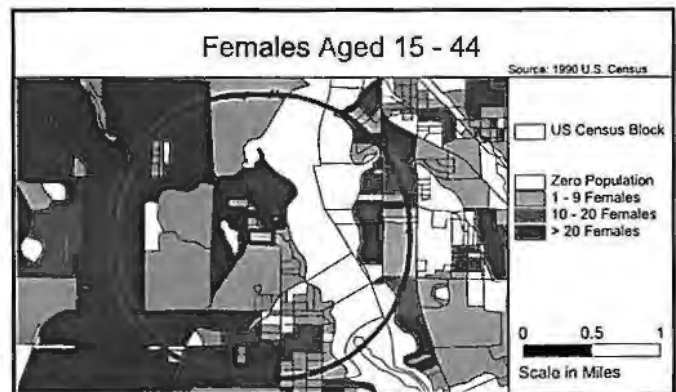 Females Aged 15 - 44
Source: 1990 U.S. Census
US Census Block
Zero Population
1 - 9 Females
10 - 20 Females
> 20 Females
0 0.5 1
Scale in Miles